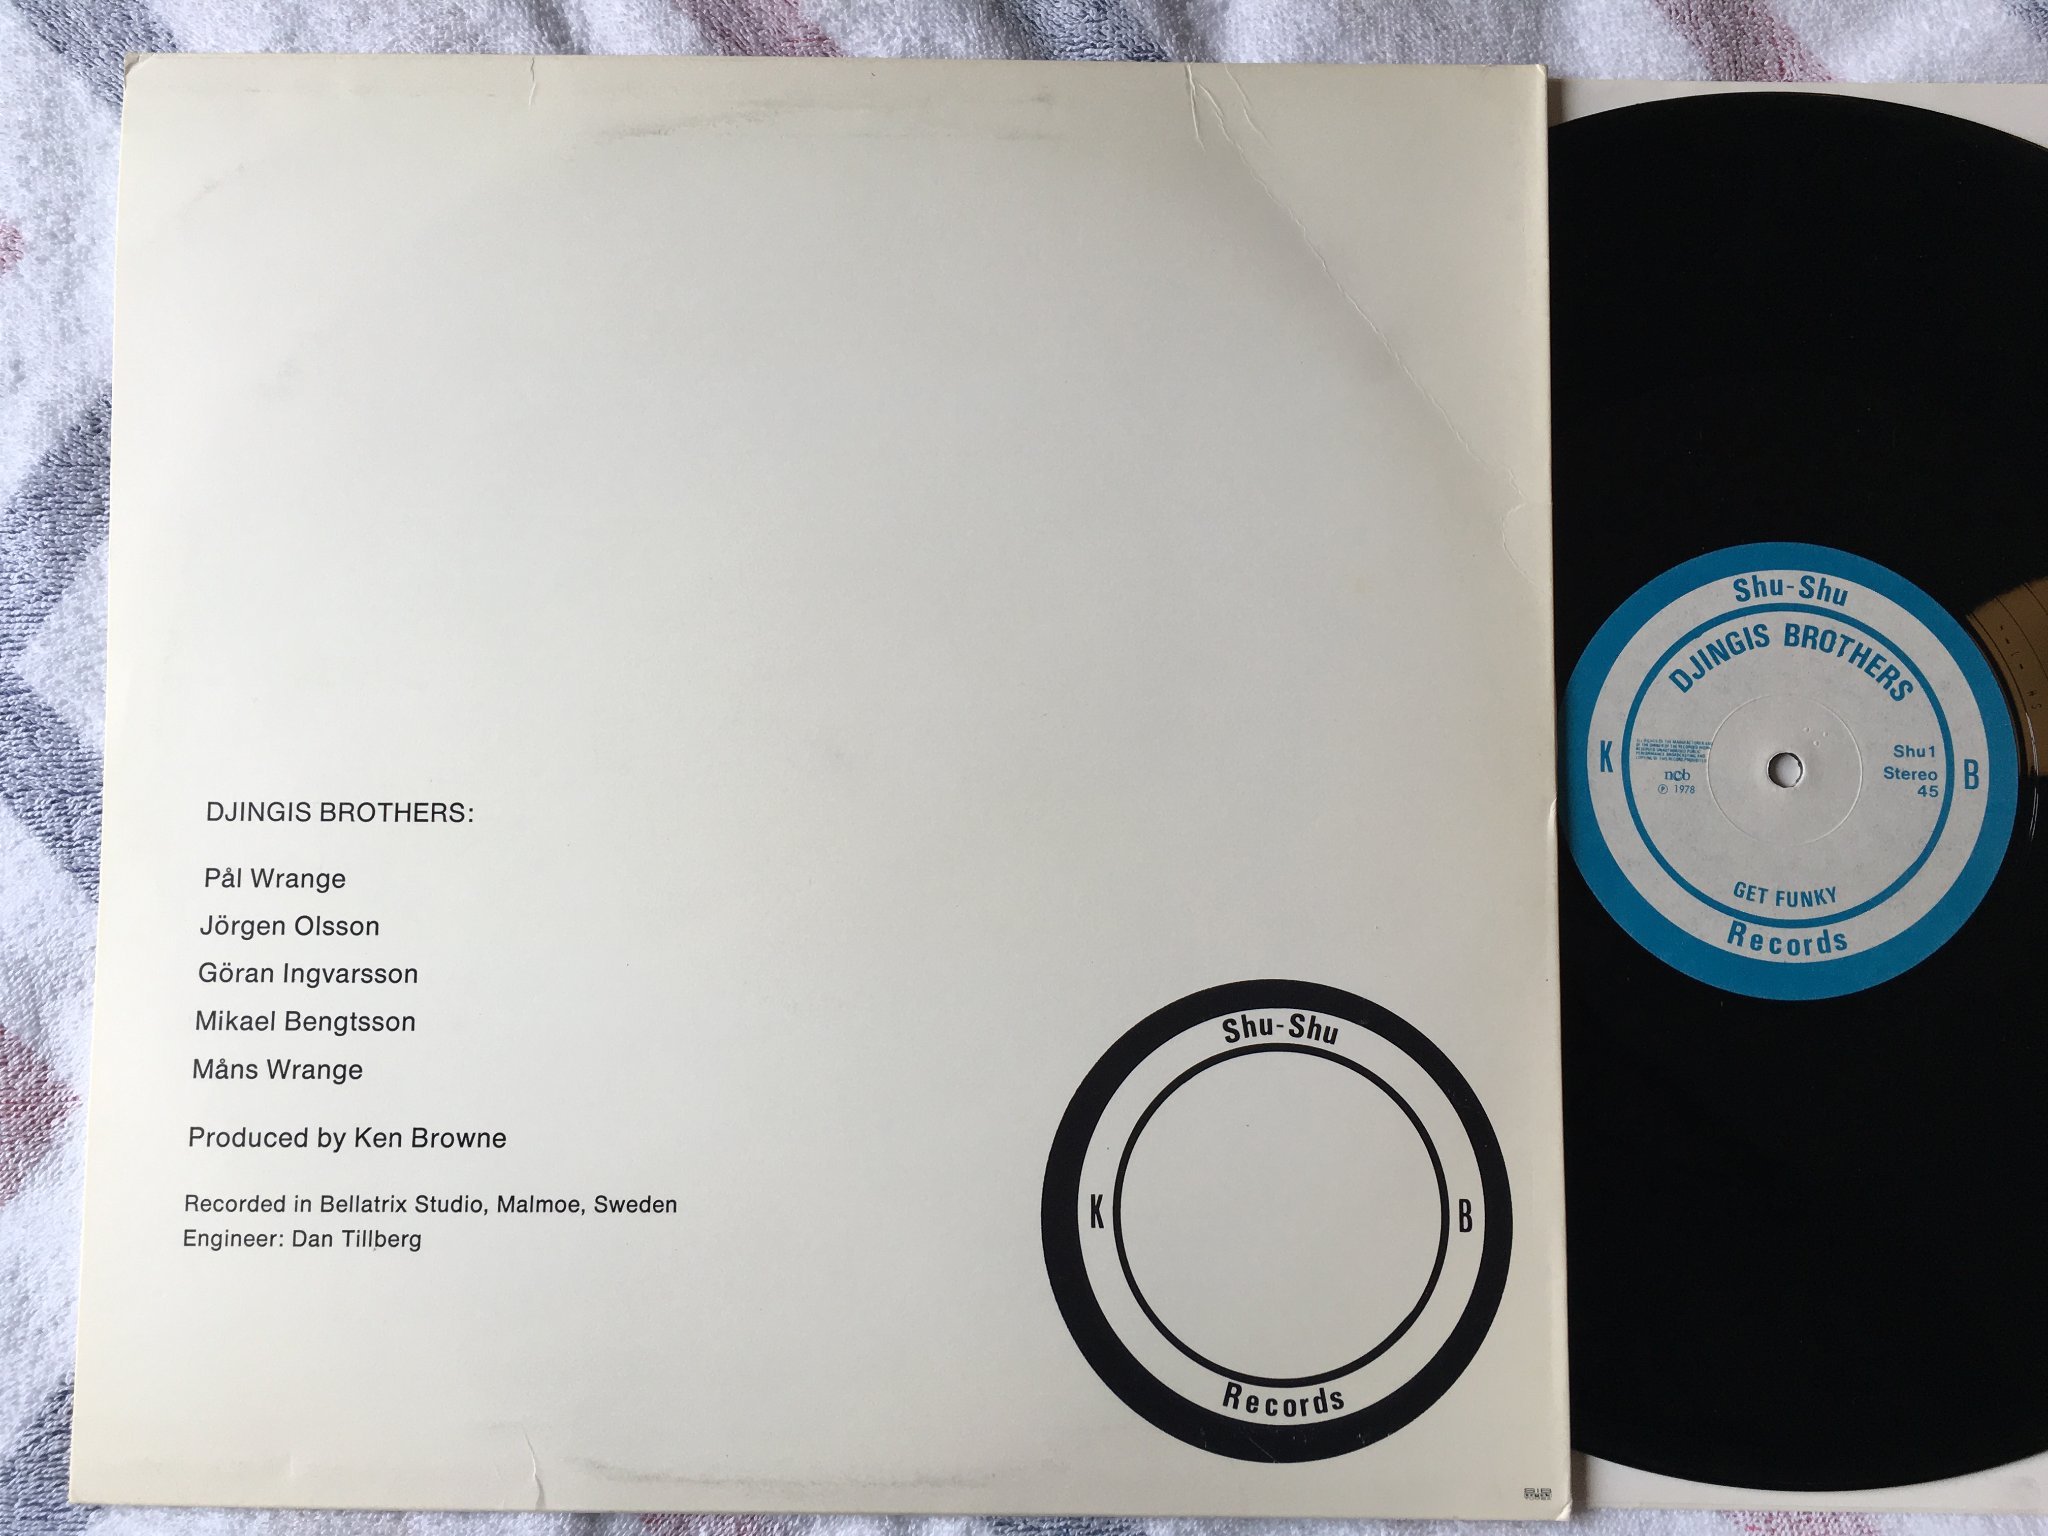 DJINGIS BROTHERS:
Pål Wrange
Jörgen Olsson
Göran Ingvarsson
Mikael Bengtsson
Måns Wrange
Produced by Ken Browne
Recorded in Bellatrix Studio, Malmoe, Sweden
Engineer: Dan Tillberg
Shu-Shu
K B
Records
Shu-Shu
DJINGIS BROTHERS
K B
ncb
℗ 1978
Shu 1
Stereo
45
GET FUNKY
Records